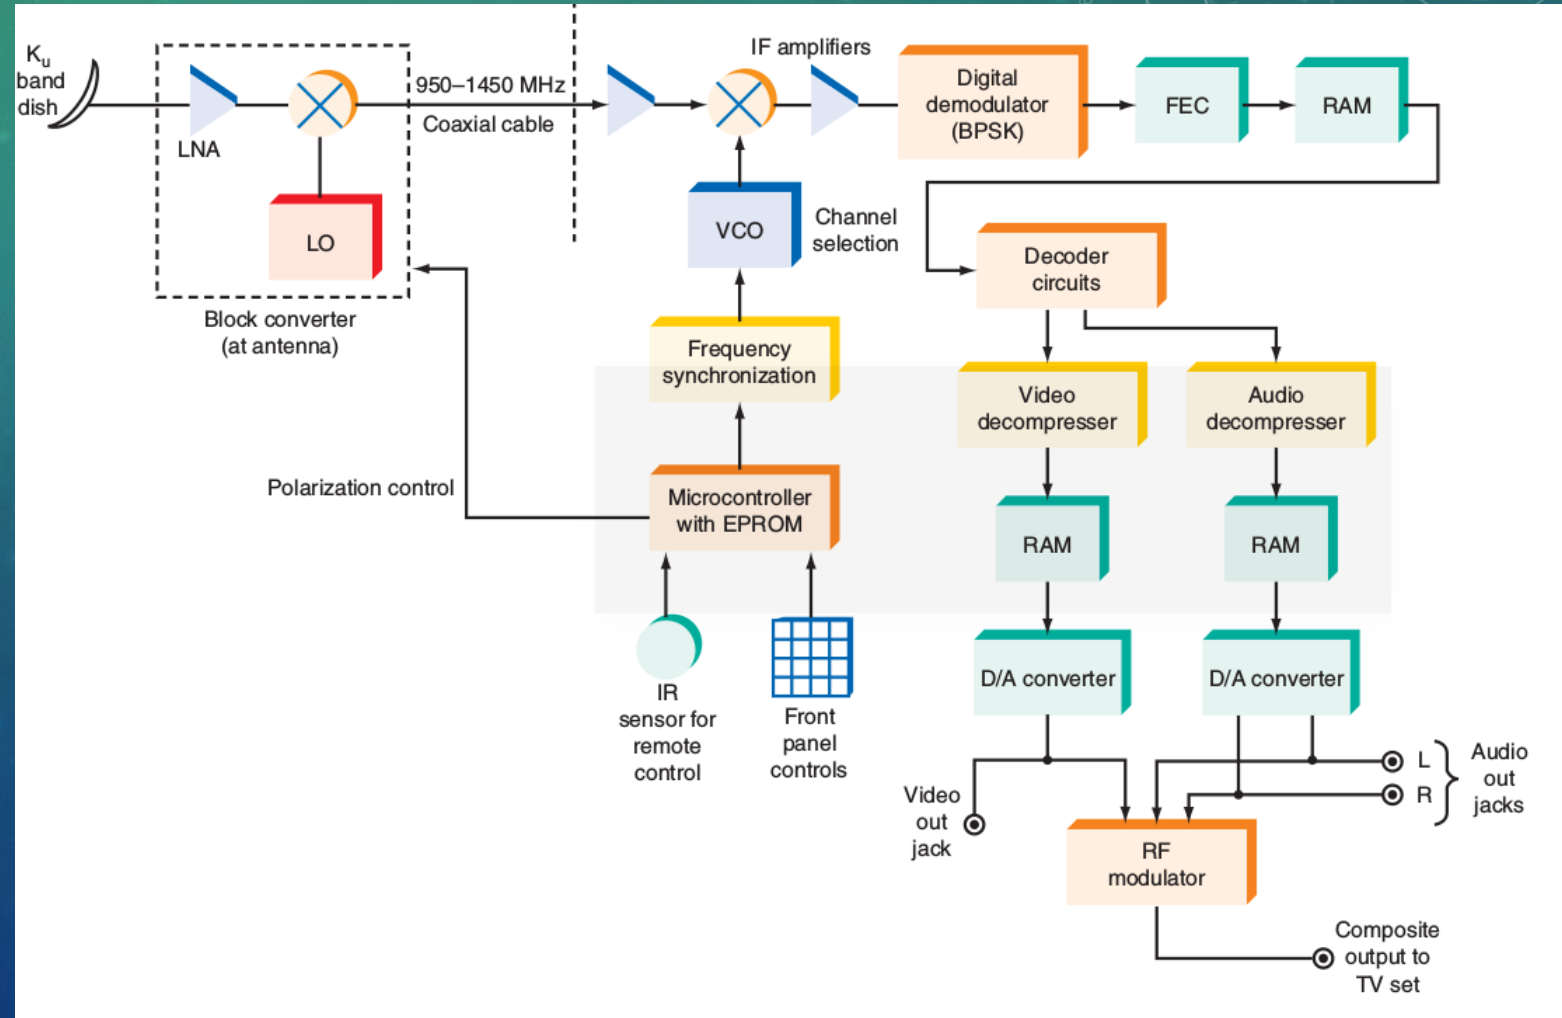 Ku
band
dish
LNA
LO
Block converter
(at antenna)
950–1450 MHz
Coaxial cable
IF amplifiers
Digital
demodulator
(BPSK)
FEC
RAM
VCO
Channel
selection
Frequency
synchronization
Microcontroller
with EPROM
Polarization control
IR
sensor for
remote
control
Front
panel
controls
Decoder
circuits
Video
decompresser
Audio
decompresser
RAM
RAM
D/A converter
D/A converter
Video
out
jack
L
R
Audio
out
jacks
RF
modulator
Composite
output to
TV set